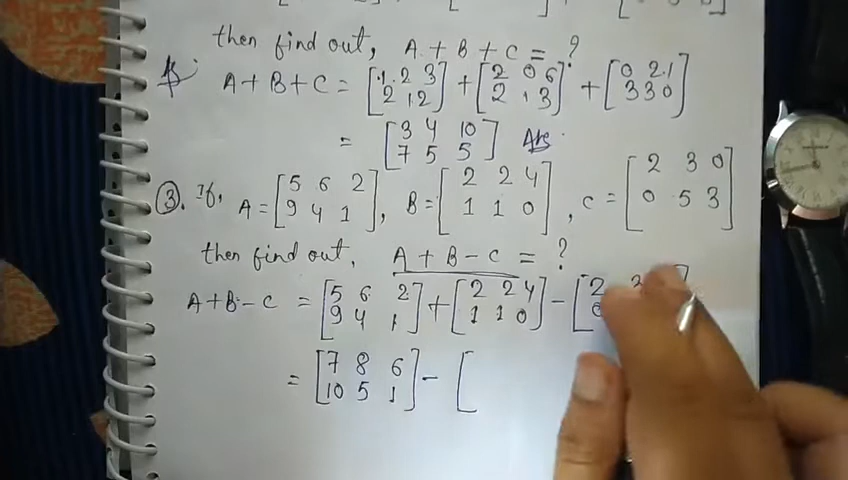 then find out, A + B + C = ?
A + B + C = [1 2 3] + [2 0 6] + [0 2 1]
[2 1 2] [2 1 3] [3 3 0]
= [3 4 10] Ans.
[7 5 5]
③. If, A = [5 6 2], B = [2 2 4], C = [2 3 0]
[9 4 1] [1 1 0] [0 5 3]
then find out, A + B - C = ?
A + B - C = [5 6 2] + [2 2 4] - [2
[9 4 1] [1 1 0] [0
= [7 8 6] - [
[10 5 1]